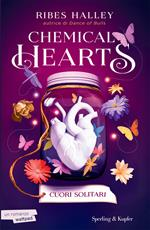 RIBES HALLEY
autrice di Dance of Bulls
CHEMICAL
HEARTS
CUORI SOLITARI
un romanzo
wattpad
Sperling & Kupfer